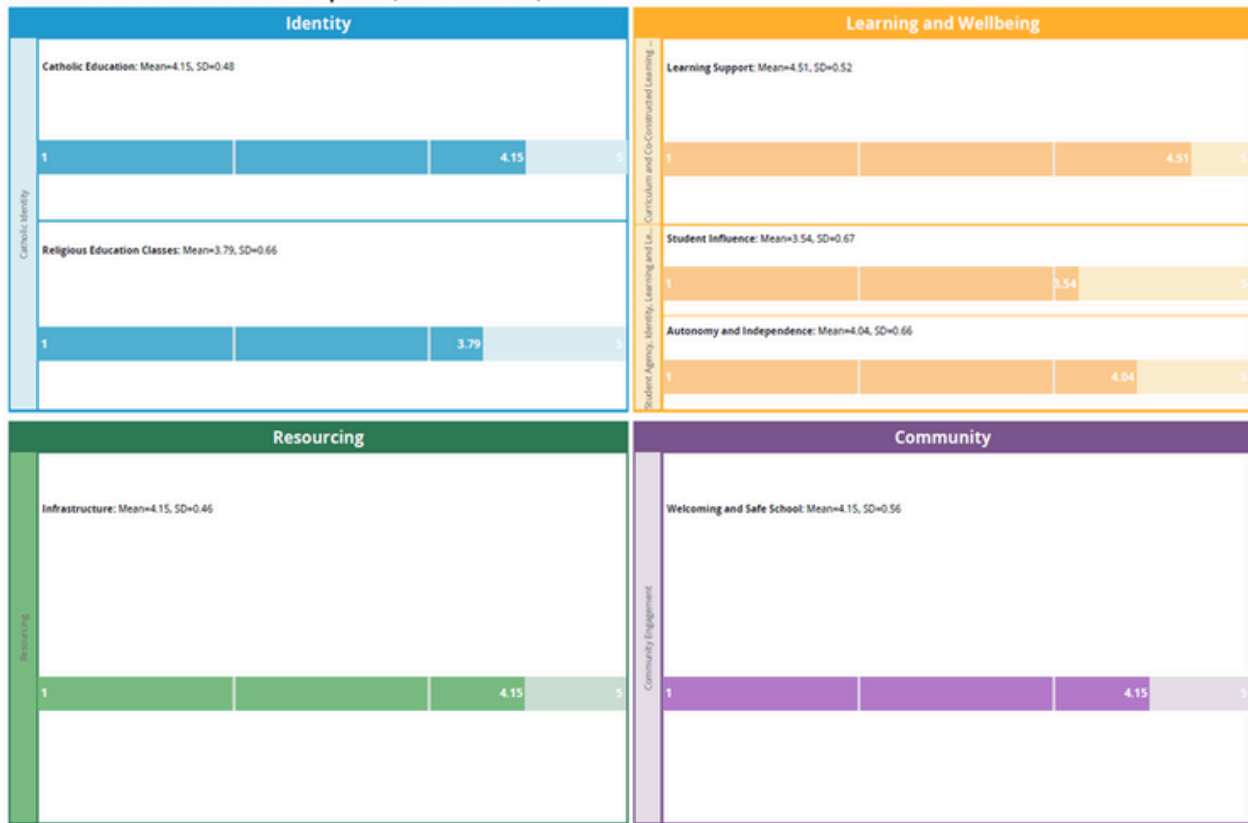 Identity
Catholic Identity
Catholic Education: Mean=4.15, SD=0.48
1 4.15 5
Religious Education Classes: Mean=3.79, SD=0.66
1 3.79 5
Learning and Wellbeing
Curriculum and Co-Constructed Learning ...
Learning Support: Mean=4.51, SD=0.52
1 4.51 5
Student Agency, Identity, Learning and Le...
Student Influence: Mean=3.54, SD=0.67
1 3.54 5
Autonomy and Independence: Mean=4.04, SD=0.66
1 4.04 5
Resourcing
Resourcing
Infrastructure: Mean=4.15, SD=0.46
1 4.15 5
Community
Community Engagement
Welcoming and Safe School: Mean=4.15, SD=0.56
1 4.15 5